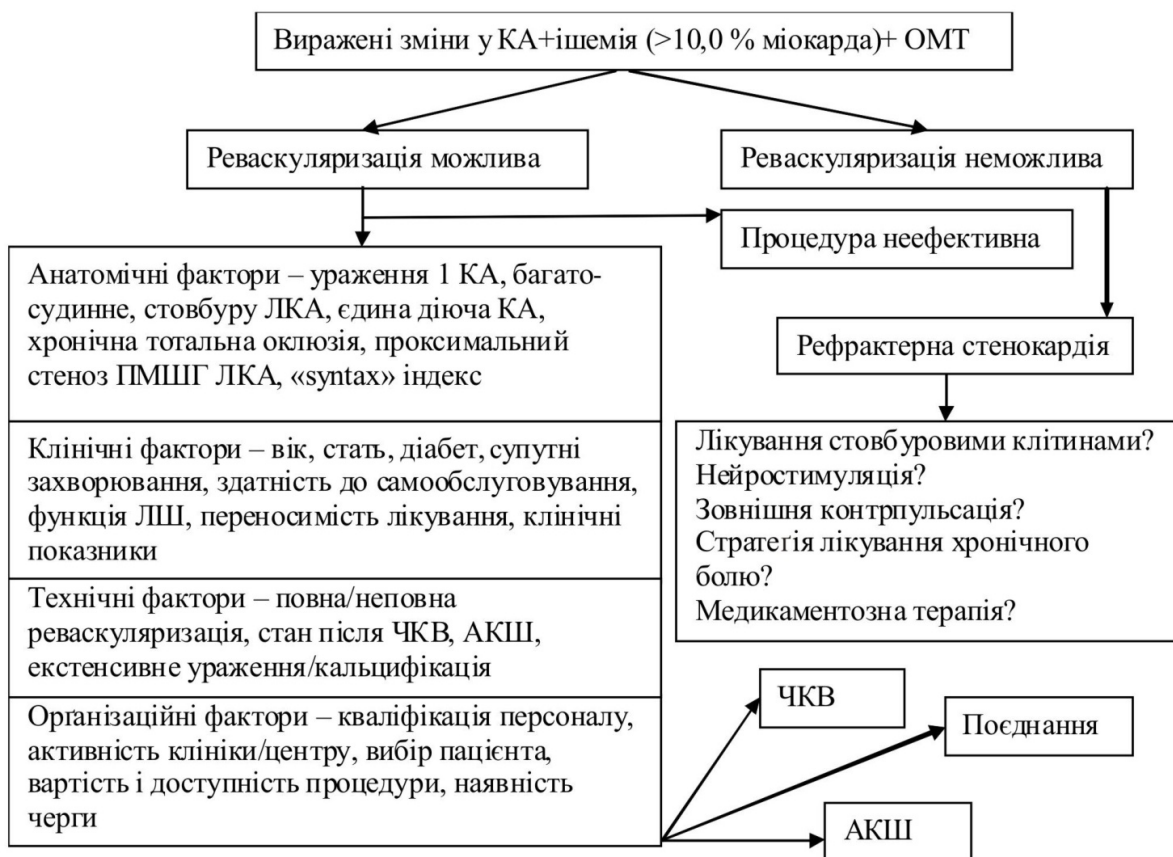 Виражені зміни у КА+ішемія (>10,0 % міокарда)+ ОМТ
Реваскуляризація можлива
Реваскуляризація неможлива
Процедура неефективна
Анатомічні фактори – ураження 1 КА, багато-
судинне, стовбуру ЛКА, єдина діюча КА,
хронічна тотальна оклюзія, проксимальний
стеноз ПМШГ ЛКА, «syntax» індекс
Клінічні фактори – вік, стать, діабет, супутні
захворювання, здатність до самообслуговування,
функція ЛШ, переносимість лікування, клінічні
показники
Технічні фактори – повна/неповна
реваскуляризація, стан після ЧКВ, АКШ,
екстенсивне ураження/кальцифікація
Орґанізаційні фактори – кваліфікація персоналу,
активність клініки/центру, вибір пацієнта,
вартість і доступність процедури, наявність
черги
Рефрактерна стенокардія
Лікування стовбуровими клітинами?
Нейростимуляція?
Зовнішня контрпульсація?
Стратеґія лікування хронічного
болю?
Медикаментозна терапія?
ЧКВ
Поєднання
АКШ